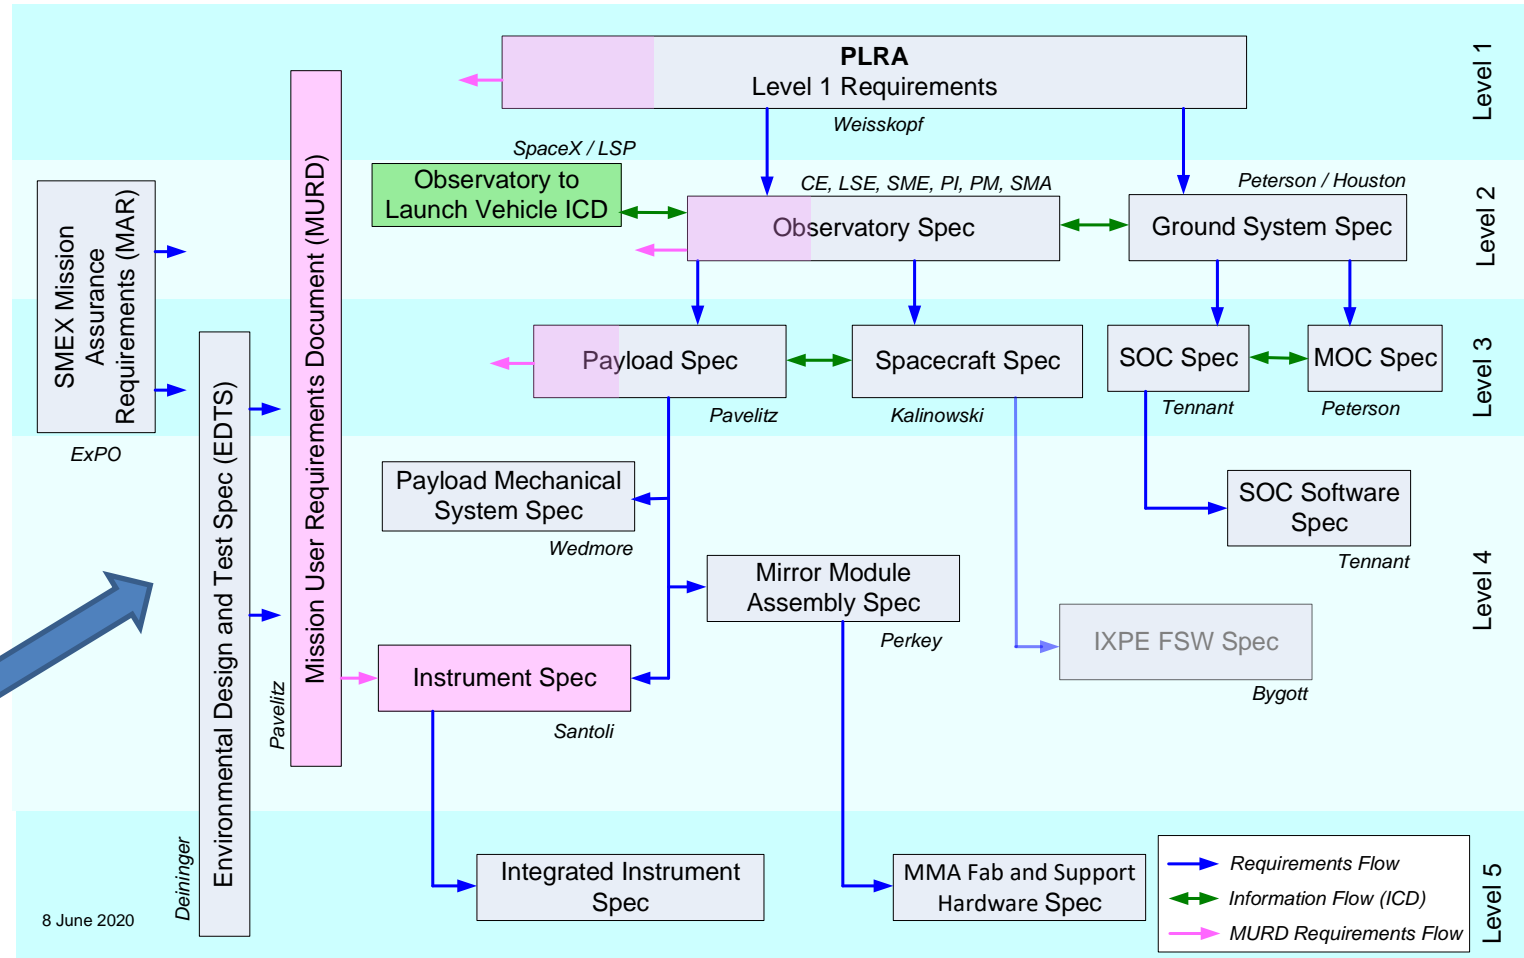 PLRA
Level 1 Requirements
Weisskopf
Level 1
SpaceX / LSP
Observatory to
Launch Vehicle ICD
CE, LSE, SME, PI, PM, SMA
Observatory Spec
Peterson / Houston
Ground System Spec
Level 2
SMEX Mission
Assurance
Requirements (MAR)
ExPO
Environmental Design and Test Spec (EDTS)
Deininger
Mission User Requirements Document (MURD)
Pavelitz
Payload Spec
Pavelitz
Spacecraft Spec
Kalinowski
SOC Spec
Tennant
MOC Spec
Peterson
Level 3
Payload Mechanical
System Spec
Wedmore
Mirror Module
Assembly Spec
Perkey
SOC Software
Spec
Tennant
Instrument Spec
Santoli
IXPE FSW Spec
Bygott
Level 4
Integrated Instrument
Spec
MMA Fab and Support
Hardware Spec
Requirements Flow
Information Flow (ICD)
MURD Requirements Flow
Level 5
8 June 2020